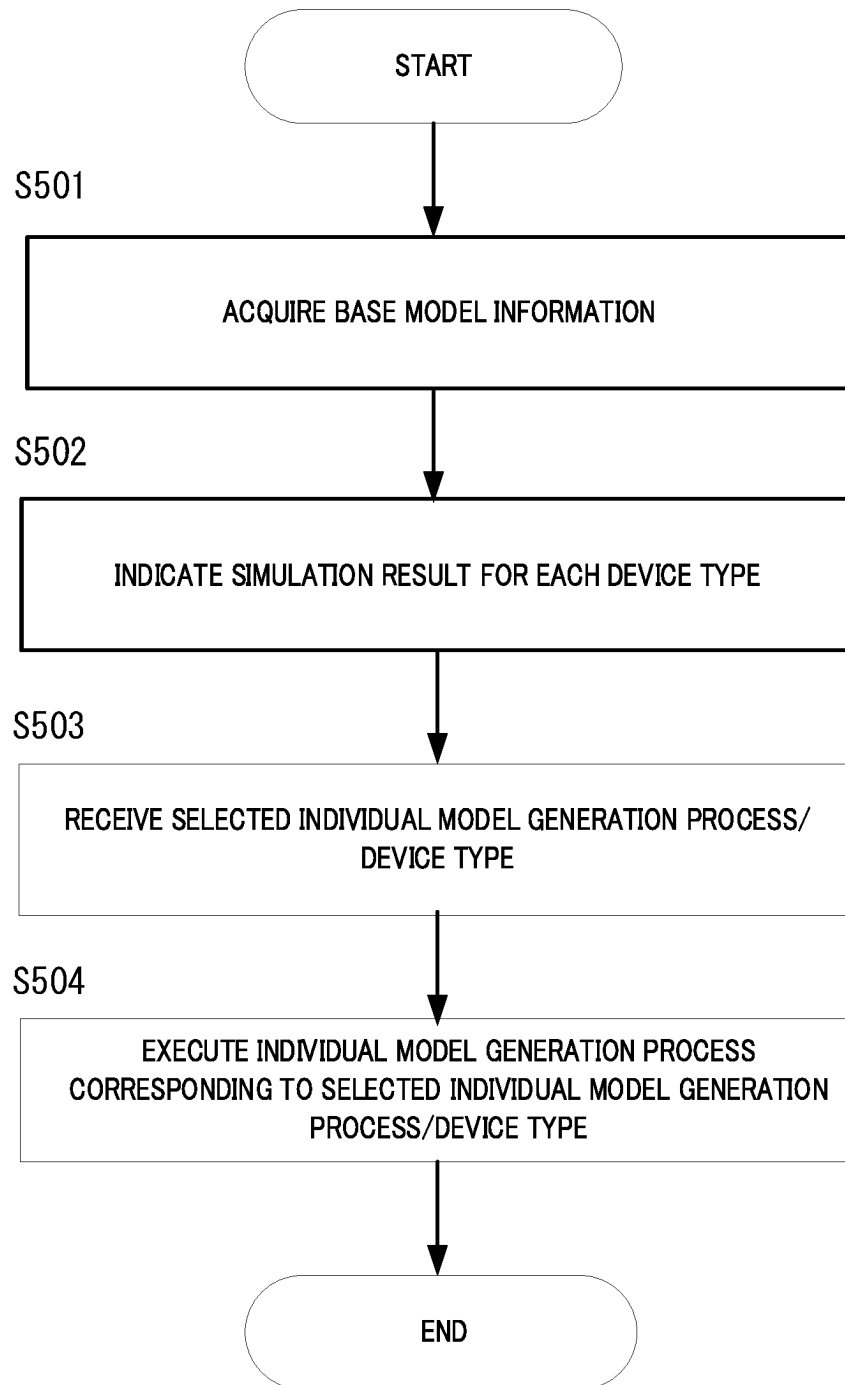 START
S501
ACQUIRE BASE MODEL INFORMATION
S502
INDICATE SIMULATION RESULT FOR EACH DEVICE TYPE
S503
RECEIVE SELECTED INDIVIDUAL MODEL GENERATION PROCESS/
DEVICE TYPE
S504
EXECUTE INDIVIDUAL MODEL GENERATION PROCESS
CORRESPONDING TO SELECTED INDIVIDUAL MODEL GENERATION
PROCESS/DEVICE TYPE
END